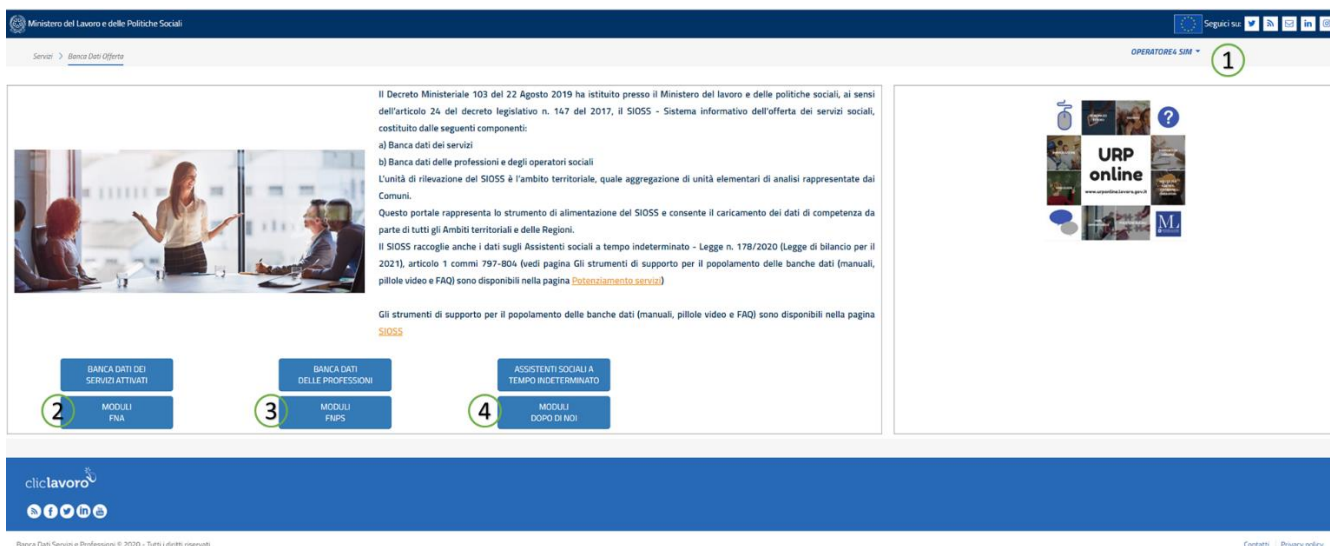 Ministero del Lavoro e delle Politiche Sociali
Seguici su:
Servizi > Banca Dati Offerta
OPERATORE4 SIM
1
Il Decreto Ministeriale 103 del 22 Agosto 2019 ha istituito presso il Ministero del lavoro e delle politiche sociali, ai sensi
dell'articolo 24 del decreto legislativo n. 147 del 2017, il SIOSS - Sistema informativo dell'offerta dei servizi sociali,
costituito dalle seguenti componenti:
a) Banca dati dei servizi
b) Banca dati delle professioni e degli operatori sociali
L'unità di rilevazione del SIOSS è l'ambito territoriale, quale aggregazione di unità elementari di analisi rappresentate dai
Comuni.
Questo portale rappresenta lo strumento di alimentazione del SIOSS e consente il caricamento dei dati di competenza da
parte di tutti gli Ambiti territoriali e delle Regioni.
Il SIOSS raccoglie anche i dati sugli Assistenti sociali a tempo indeterminato - Legge n. 178/2020 (Legge di bilancio per il
2021), articolo 1 commi 797-804 (vedi pagina Gli strumenti di supporto per il popolamento delle banche dati (manuali,
pillole video e FAQ) sono disponibili nella pagina Potenziamento servizi)
Gli strumenti di supporto per il popolamento delle banche dati (manuali, pillole video e FAQ) sono disponibili nella pagina
SIOSS
URP
online
www.urponline.lavoro.gov.it
BANCA DATI DEI
SERVIZI ATTIVATI
BANCA DATI
DELLE PROFESSIONI
ASSISTENTI SOCIALI A
TEMPO INDETERMINATO
2
MODULI
FNA
3
MODULI
FNPS
4
MODULI
DOPO DI NOI
cliclavoro
Banca Dati Servizi e Professioni © 2020 - Tutti i diritti riservati
Contatti | Privacy policy